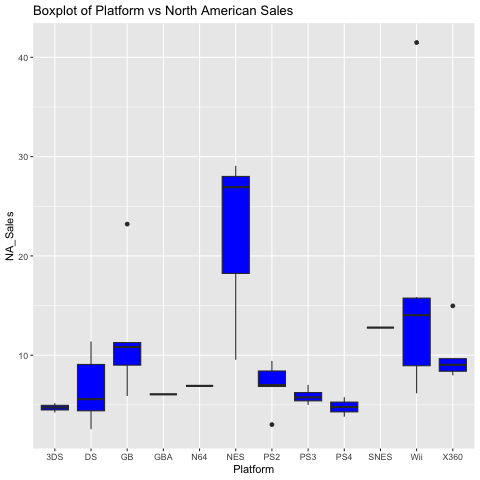 Boxplot of Platform vs North American Sales
NA_Sales
40
30
20
10
3DS DS GB GBA N64 NES PS2 PS3 PS4 SNES Wii X360
Platform